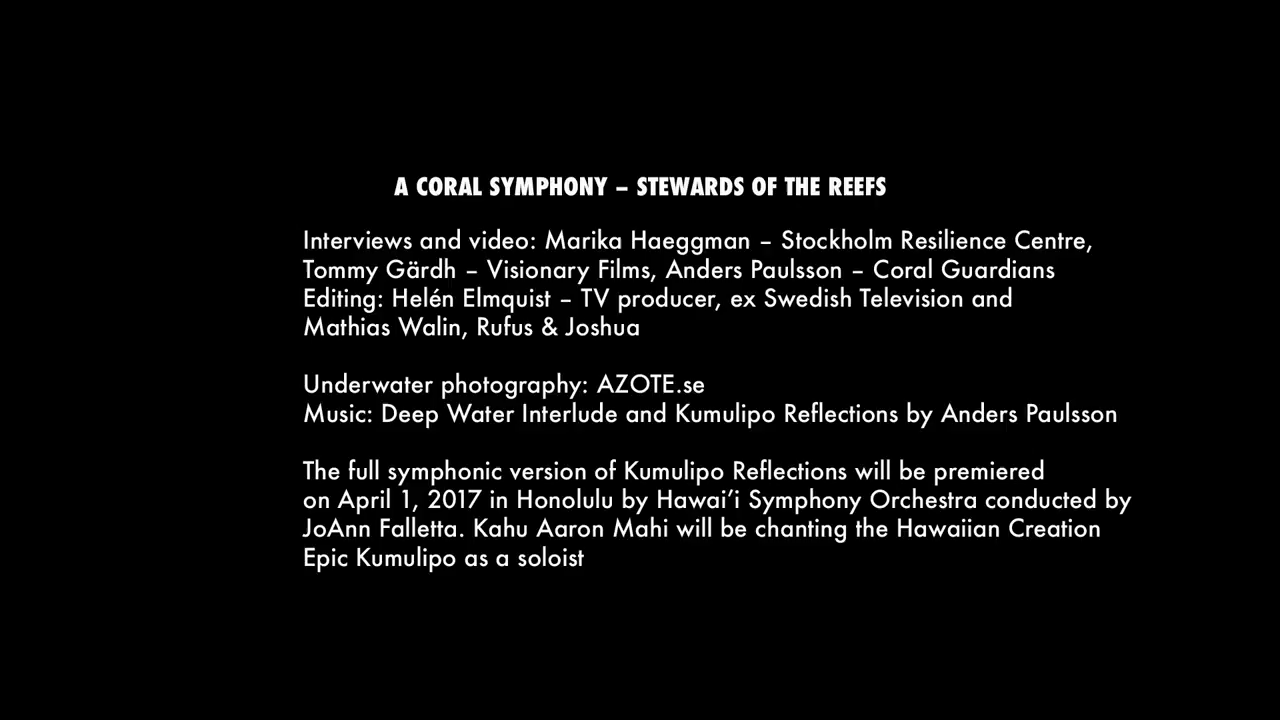 A CORAL SYMPHONY – STEWARDS OF THE REEFS
Interviews and video: Marika Haeggman – Stockholm Resilience Centre,
Tommy Gärdh – Visionary Films, Anders Paulsson – Coral Guardians
Editing: Helén Elmquist – TV producer, ex Swedish Television and
Mathias Walin, Rufus & Joshua
Underwater photography: AZOTE.se
Music: Deep Water Interlude and Kumulipo Reflections by Anders Paulsson
The full symphonic version of Kumulipo Reflections will be premiered
on April 1, 2017 in Honolulu by Hawai’i Symphony Orchestra conducted by
JoAnn Falletta. Kahu Aaron Mahi will be chanting the Hawaiian Creation
Epic Kumulipo as a soloist